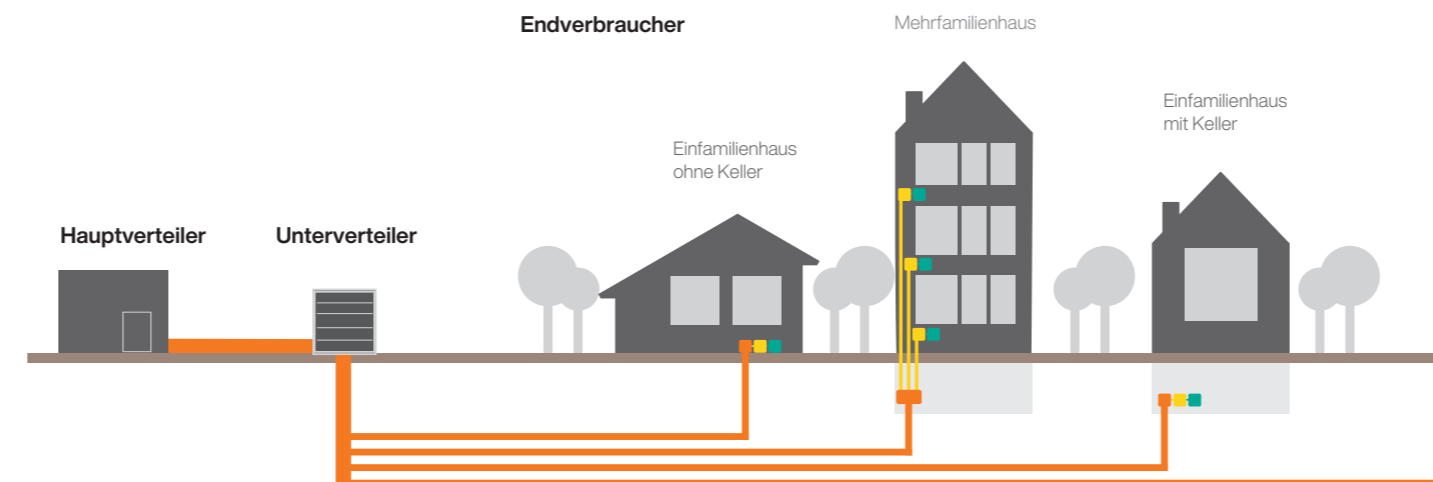 Endverbraucher
Mehrfamilienhaus
Einfamilienhaus
mit Keller
Einfamilienhaus
ohne Keller
Hauptverteiler
Unterverteiler